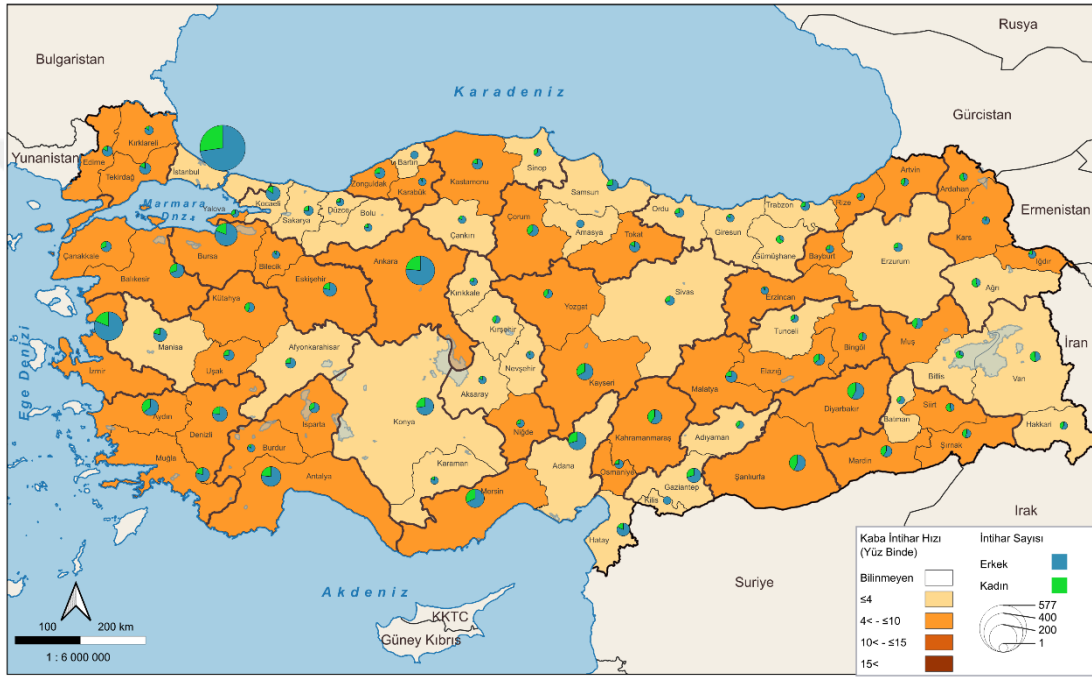 Rusya
Bulgaristan
Karadeniz
Gürcistan
Yunanistan
Ermenistan
Marmara
Dnz.
Ege Denizi
İran
Irak
Suriye
Akdeniz
KKTC
Güney Kıbrıs
Kırklareli
Edirne
Tekirdağ
İstanbul
Kocaeli
Yalova
Sakarya
Düzce
Bolu
Zonguldak
Bartın
Karabük
Kastamonu
Sinop
Samsun
Çankırı
Çorum
Amasya
Tokat
Ordu
Giresun
Trabzon
Gümüşhane
Rize
Artvin
Ardahan
Kars
Iğdır
Bayburt
Erzurum
Ağrı
Çanakkale
Balıkesir
Bursa
Bilecik
Eskişehir
Kütahya
Ankara
Kırıkkale
Kırşehir
Yozgat
Sivas
Erzincan
Tunceli
Bingöl
Muş
Bitlis
Van
Hakkari
İzmir
Manisa
Uşak
Afyonkarahisar
Konya
Aksaray
Nevşehir
Kayseri
Malatya
Elazığ
Diyarbakır
Batman
Siirt
Şırnak
Mardin
Aydın
Denizli
Isparta
Burdur
Muğla
Antalya
Karaman
Niğde
Mersin
Adana
Kahramanmaraş
Osmaniye
Adıyaman
Gaziantep
Kilis
Hatay
Şanlıurfa
100 200 km
1 : 6 000 000
Kaba İntihar Hızı
(Yüz Binde)
Bilinmeyen
≤4
4< - ≤10
10< - ≤15
15<
İntihar Sayısı
Erkek
Kadın
577
400
200
1